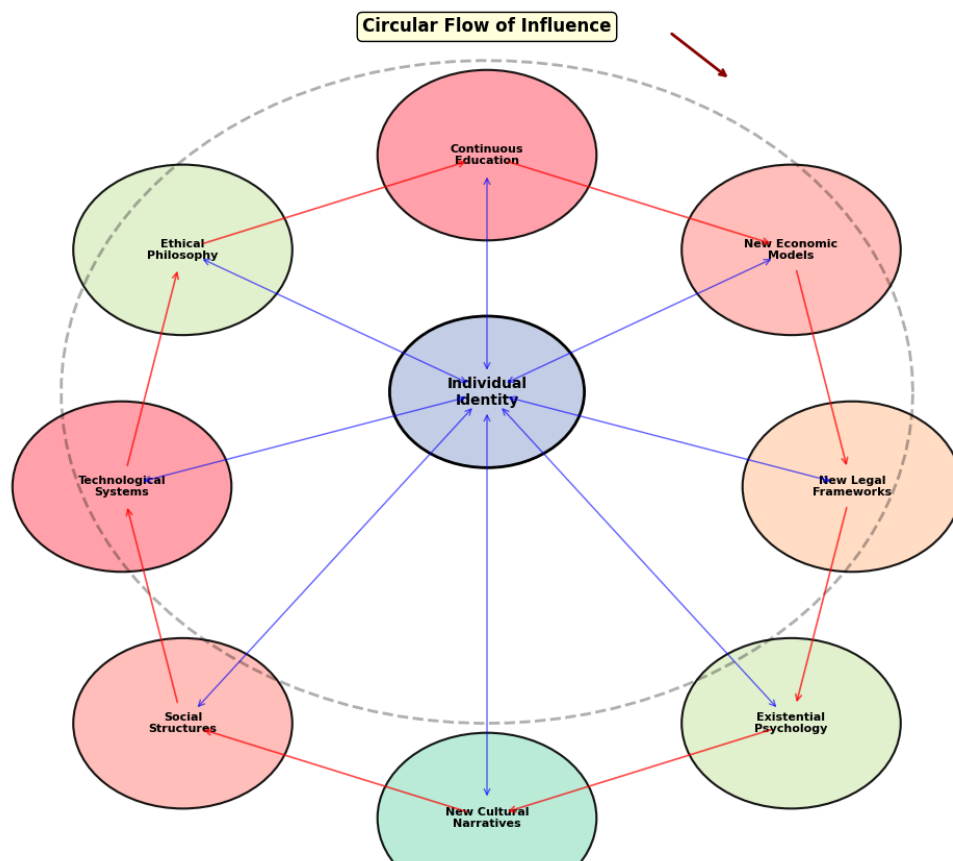 Circular Flow of Influence
Continuous
Education
Ethical
Philosophy
New Economic
Models
Individual
Identity
Technological
Systems
New Legal
Frameworks
Social
Structures
Existential
Psychology
New Cultural
Narratives